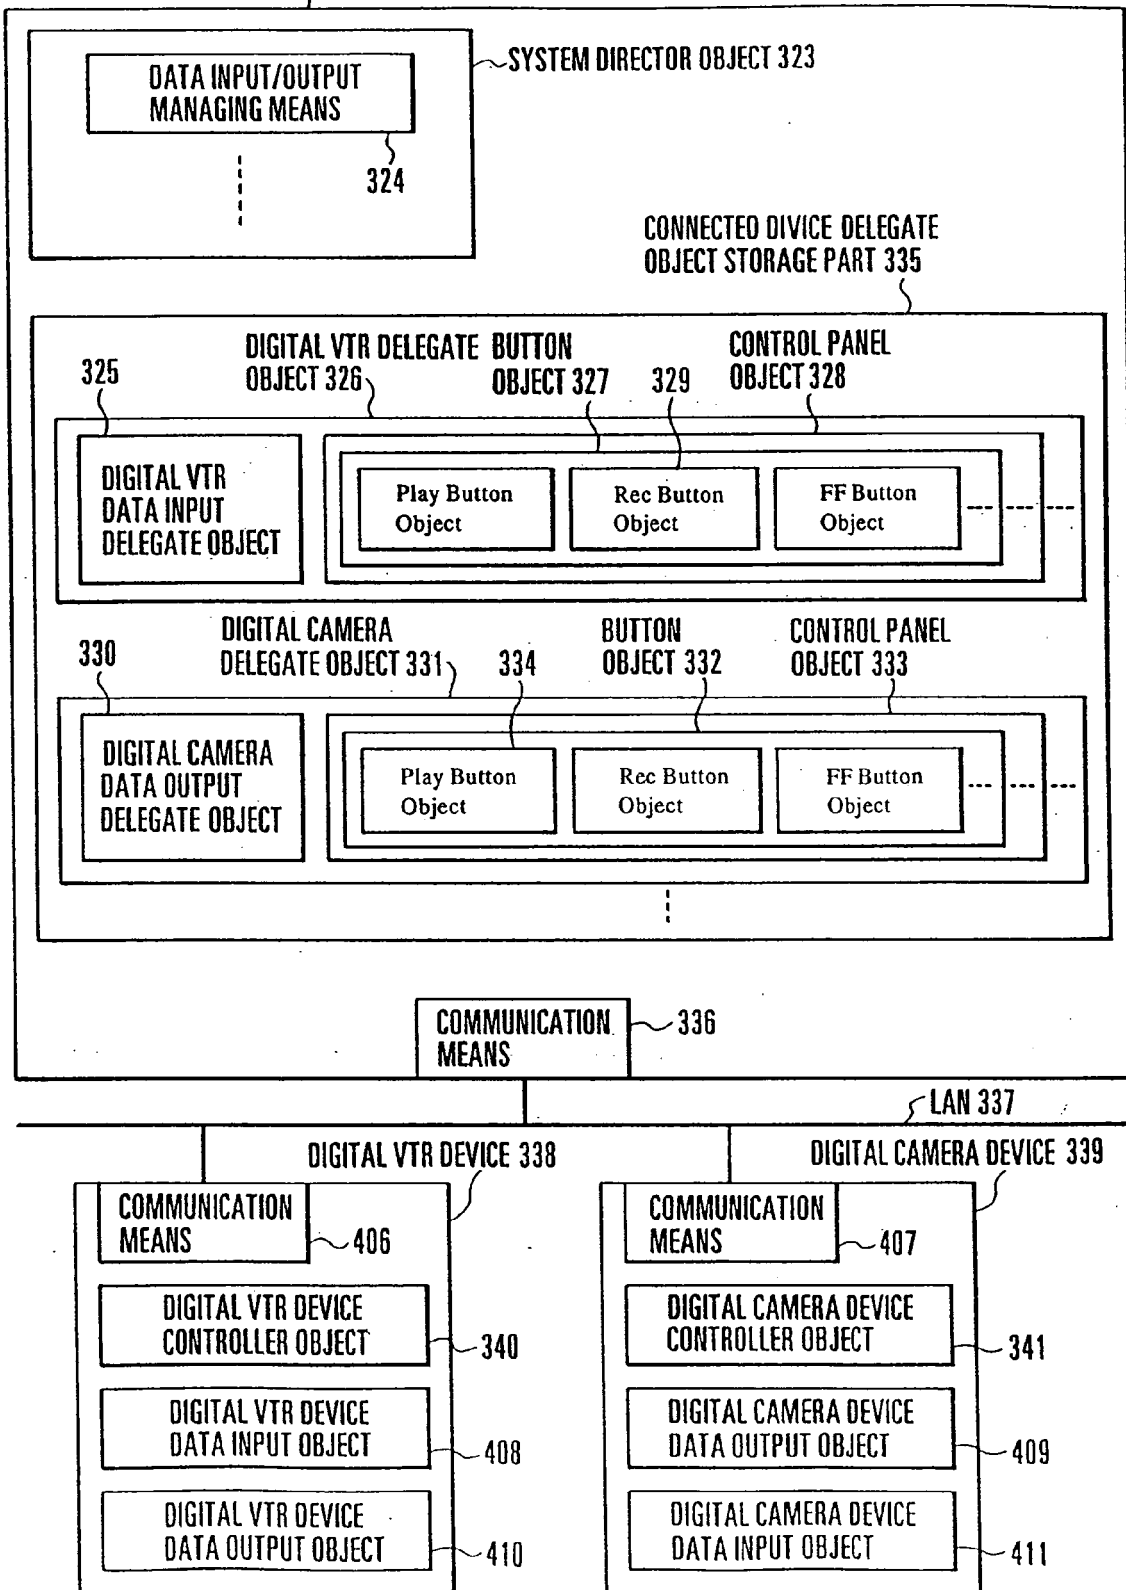 SYSTEM DIRECTOR OBJECT 323
DATA INPUT/OUTPUT
MANAGING MEANS
324
CONNECTED DIVICE DELEGATE
OBJECT STORAGE PART 335
325
DIGITAL VTR DELEGATE
OBJECT 326
BUTTON
OBJECT 327
329
CONTROL PANEL
OBJECT 328
DIGITAL VTR
DATA INPUT
DELEGATE OBJECT
Play Button
Object
Rec Button
Object
FF Button
Object
330
DIGITAL CAMERA
DELEGATE OBJECT 331
334
BUTTON
OBJECT 332
CONTROL PANEL
OBJECT 333
DIGITAL CAMERA
DATA OUTPUT
DELEGATE OBJECT
Play Button
Object
Rec Button
Object
FF Button
Object
COMMUNICATION
MEANS
336
LAN 337
DIGITAL VTR DEVICE 338
COMMUNICATION
MEANS
406
DIGITAL VTR DEVICE
CONTROLLER OBJECT
340
DIGITAL VTR DEVICE
DATA INPUT OBJECT
408
DIGITAL VTR DEVICE
DATA OUTPUT OBJECT
410
DIGITAL CAMERA DEVICE 339
COMMUNICATION
MEANS
407
DIGITAL CAMERA DEVICE
CONTROLLER OBJECT
341
DIGITAL CAMERA DEVICE
DATA OUTPUT OBJECT
409
DIGITAL CAMERA DEVICE
DATA INPUT OBJECT
411